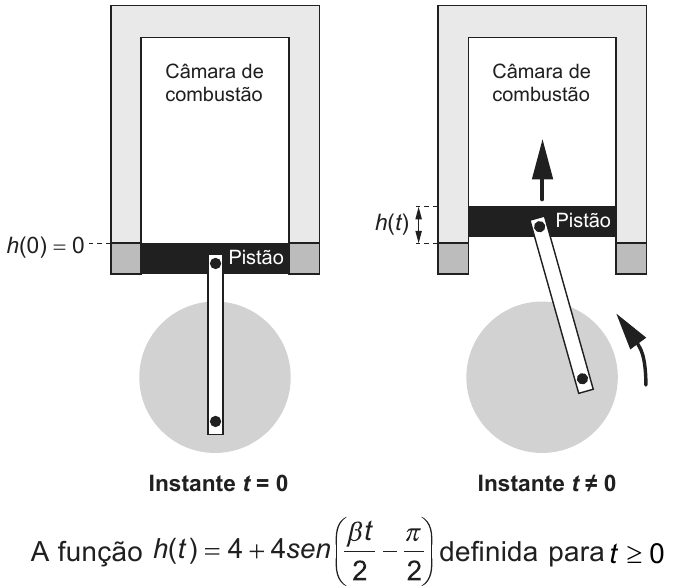 Câmara de
combustão
h(0) = 0
Pistão
Instante t = 0
Câmara de
combustão
h(t)
Pistão
Instante t ≠ 0
A função h(t) = 4 + 4sen(βt/2 − π/2) definida para t ≥ 0